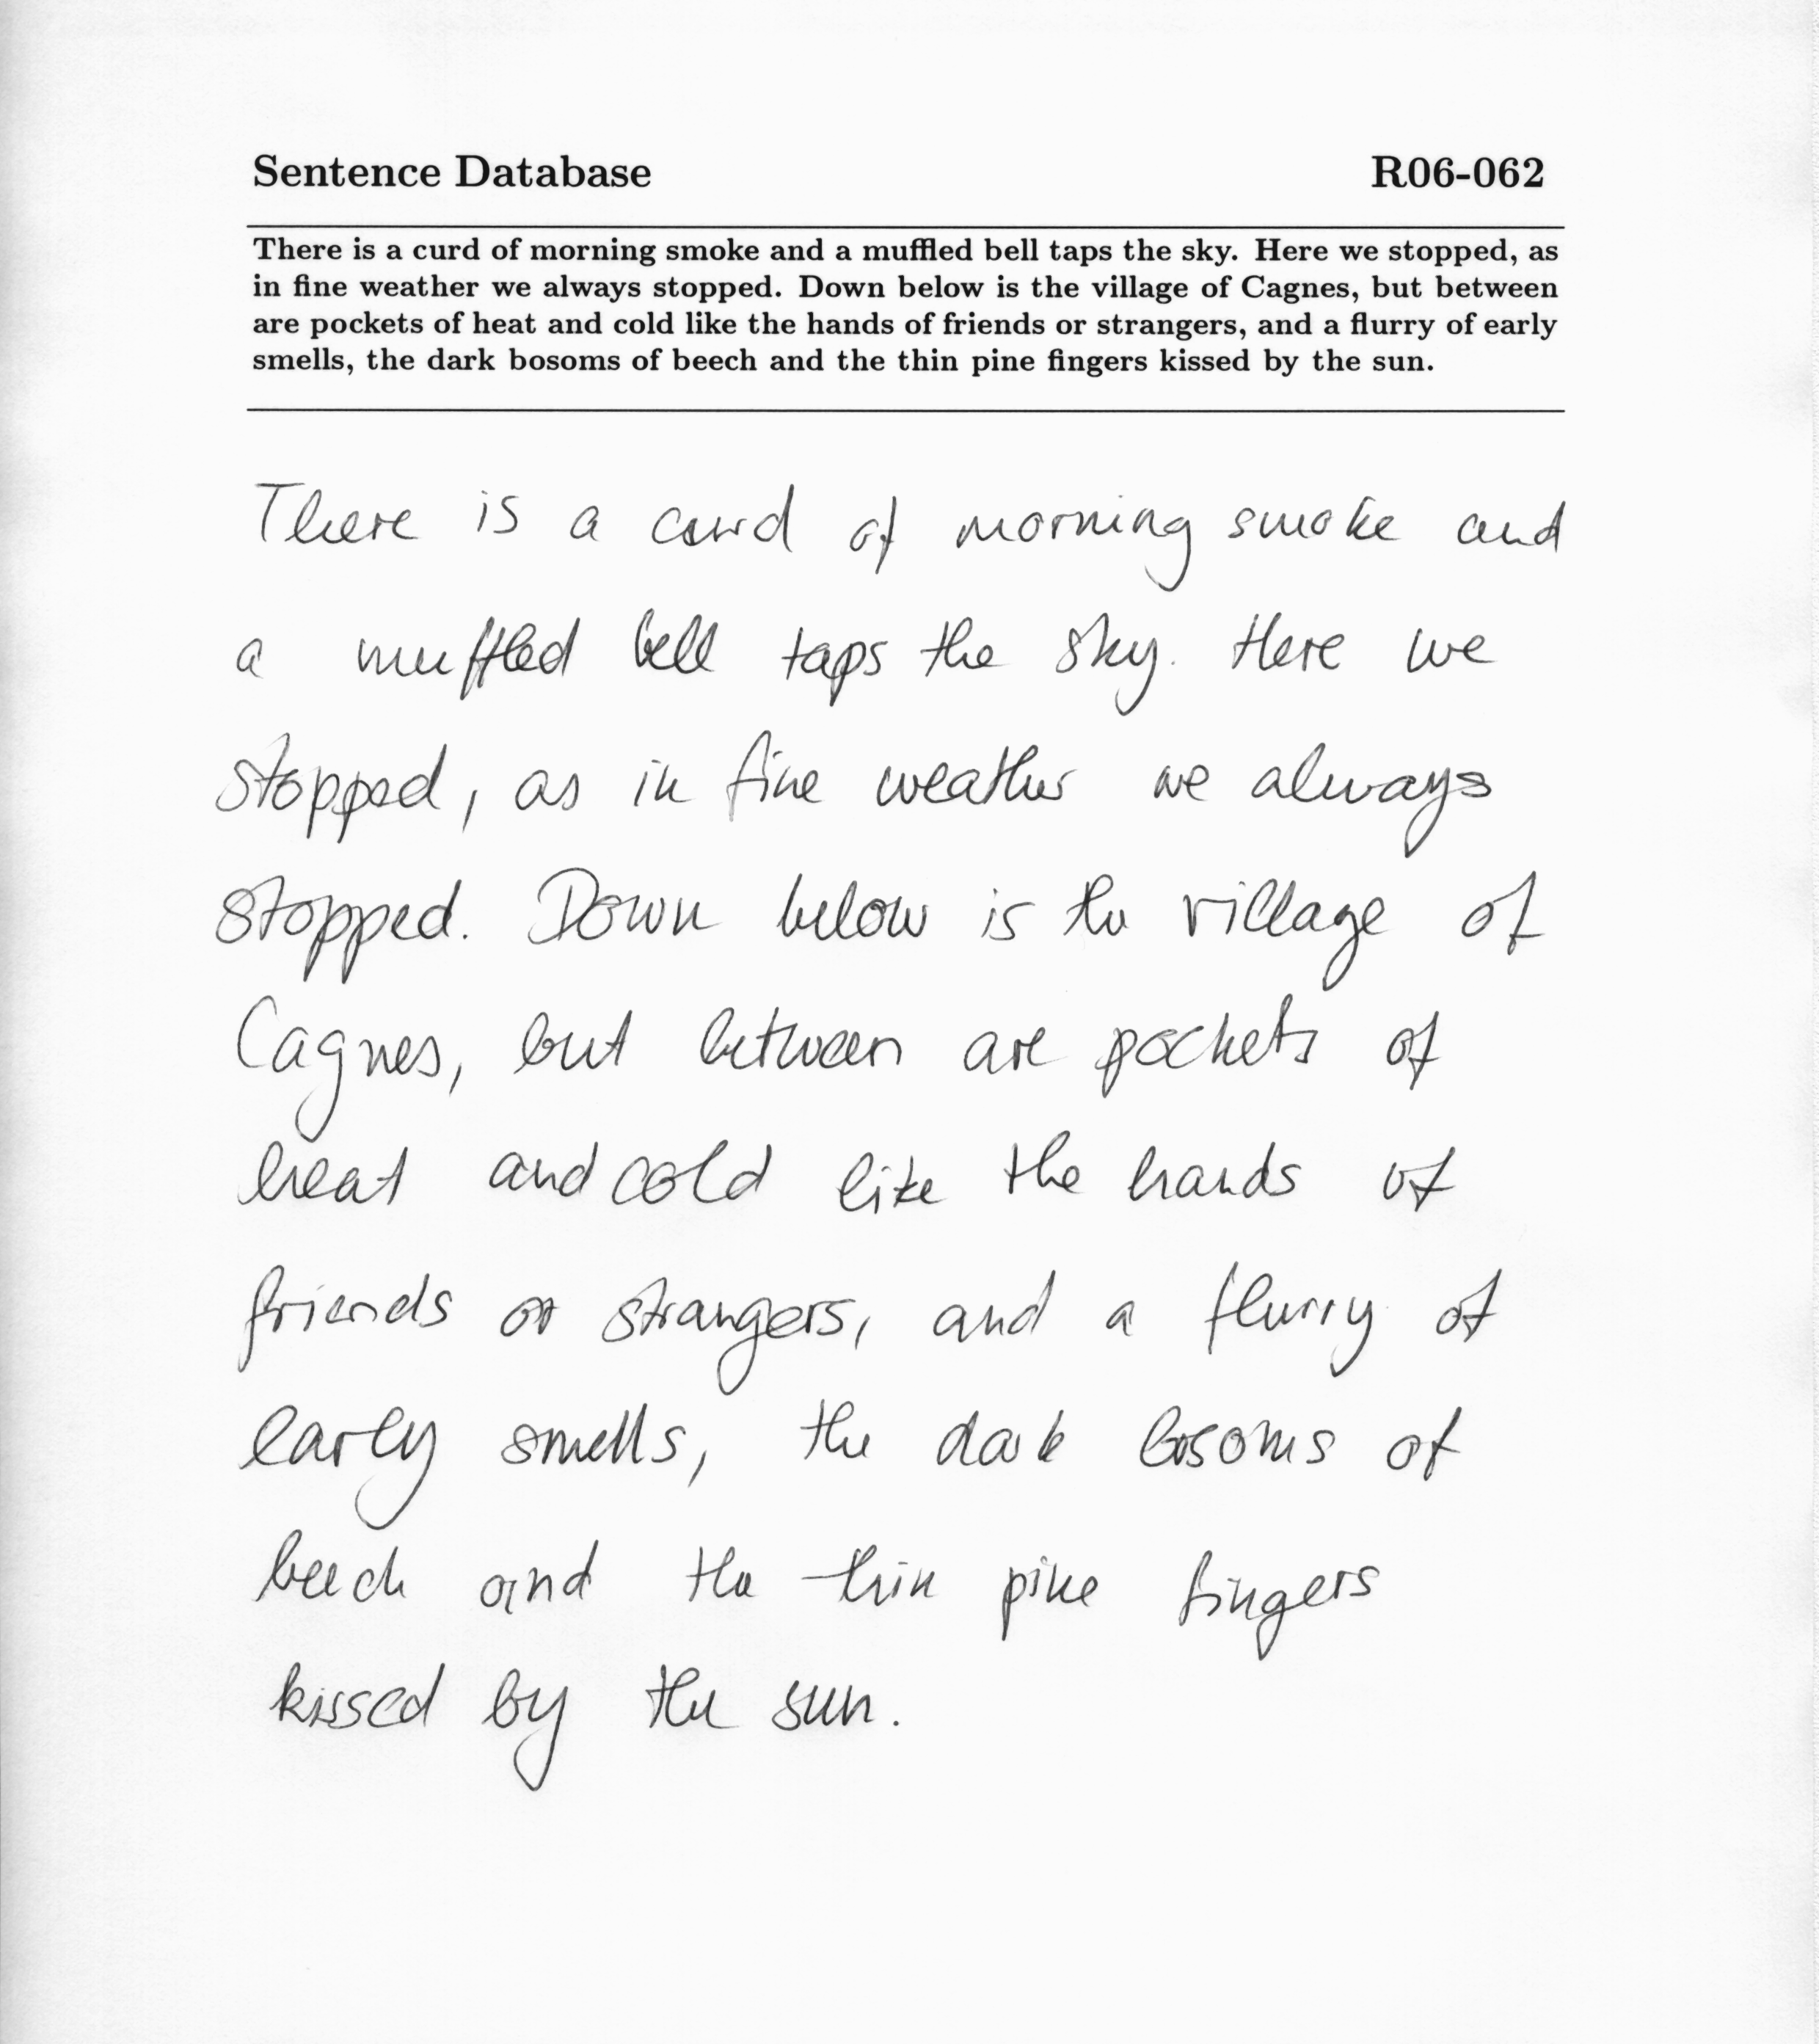 Sentence Database R06-062
There is a curd of morning smoke and a muffled bell taps the sky. Here we stopped, as
in fine weather we always stopped. Down below is the village of Cagnes, but between
are pockets of heat and cold like the hands of friends or strangers, and a flurry of early
smells, the dark bosoms of beech and the thin pine fingers kissed by the sun.
There is a curd of morning smoke and
a muffled bell taps the sky. Here we
stopped, as in fine weather we always
stopped. Down below is the village of
Cagnes, but between are pockets of
heat and cold like the hands of
friends or strangers, and a flurry of
early smells, the dark bosoms of
beech and the thin pine fingers
kissed by the sun.